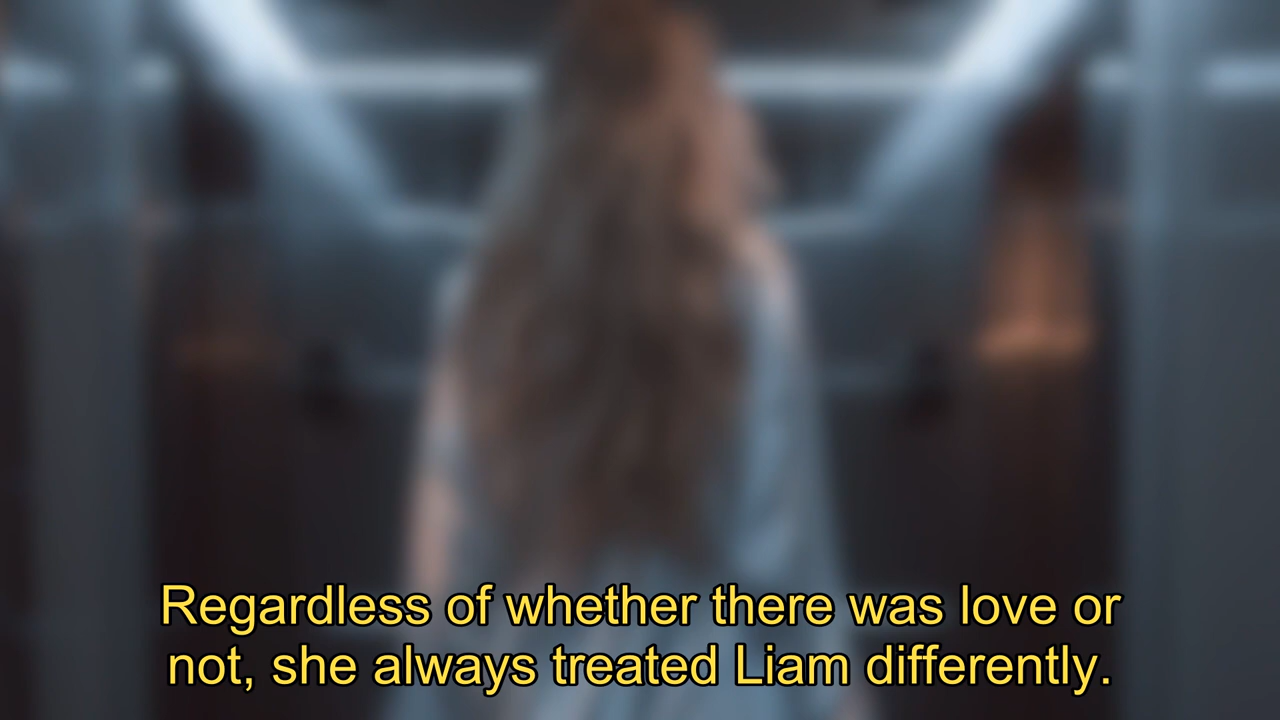 Regardless of whether there was love or
not, she always treated Liam differently.